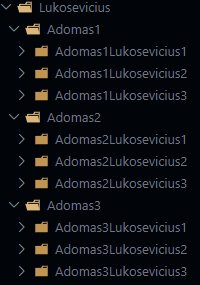 Lukosevicius
Adomas1
Adomas1Lukosevicius1
Adomas1Lukosevicius2
Adomas1Lukosevicius3
Adomas2
Adomas2Lukosevicius1
Adomas2Lukosevicius2
Adomas2Lukosevicius3
Adomas3
Adomas3Lukosevicius1
Adomas3Lukosevicius2
Adomas3Lukosevicius3